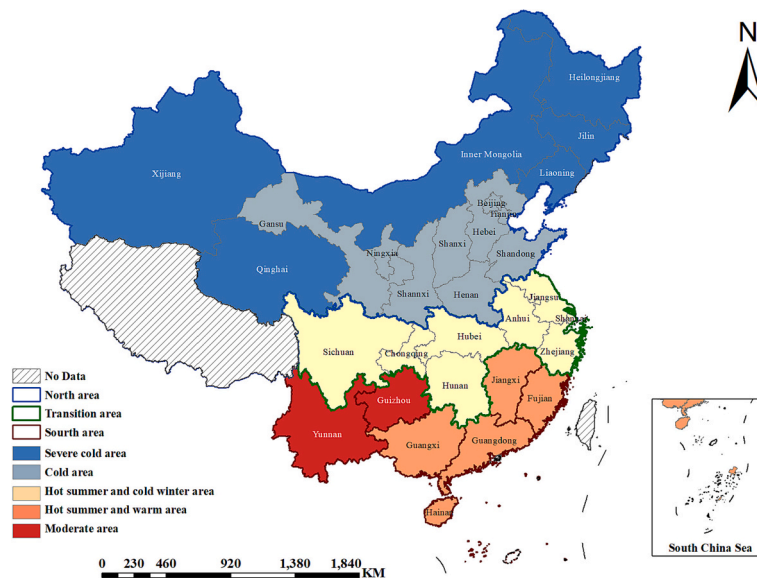 N
Heilongjiang
Jilin
Inner Mongolia
Liaoning
Xijiang
Beijing
Tianjin
Gansu
Hebei
Shanxi
Ningxia
Shandong
Qinghai
Shannxi
Henan
Jiangsu
Anhui
Shanghai
Hubei
Sichuan
Chongqing
Zhejiang
Hunan
Jiangxi
Guizhou
Fujian
Yunnan
Guangxi
Guangdong
Hainan
No Data
North area
Transition area
Sourth area
Severe cold area
Cold area
Hot summer and cold winter area
Hot summer and warm area
Moderate area
South China Sea
0 230 460 920 1,380 1,840
KM